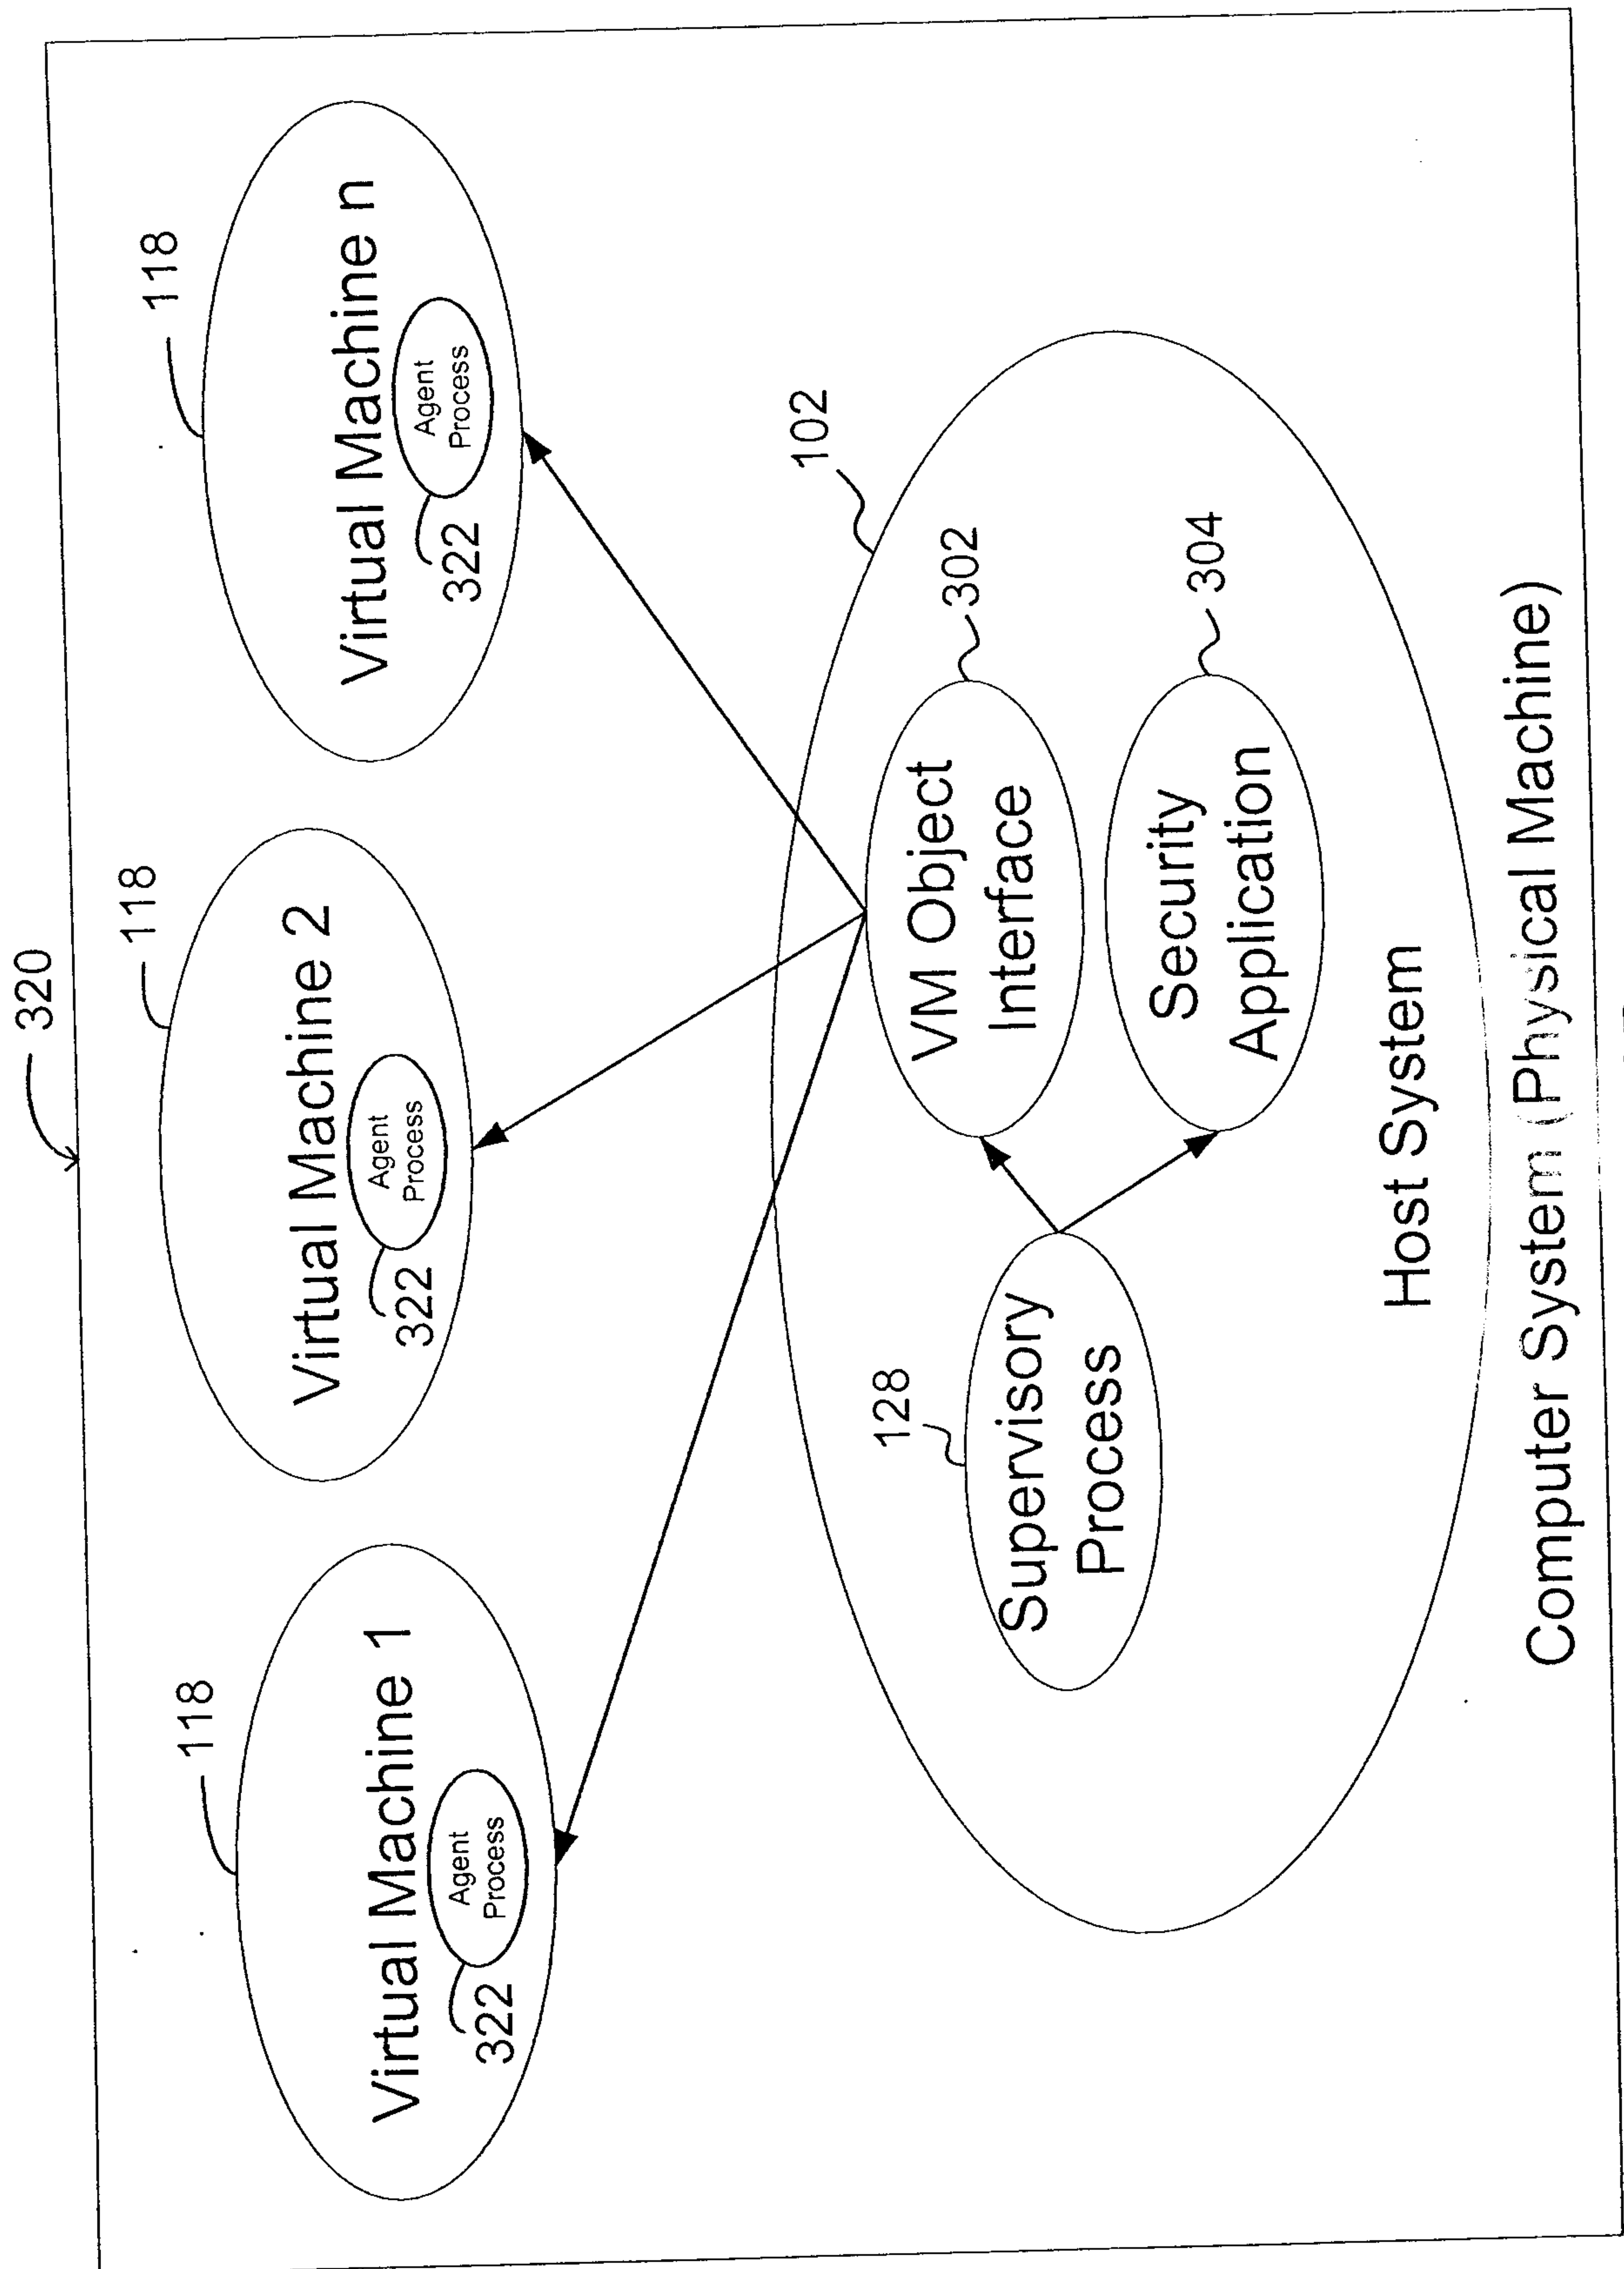 320
118
118
118
Virtual Machine 1
Agent
Process
322
Virtual Machine 2
Agent
Process
322
Virtual Machine n
Agent
Process
322
102
128
Supervisory
Process
VM Object
Interface
302
Security
Application
304
Host System
Computer System (Physical Machine)